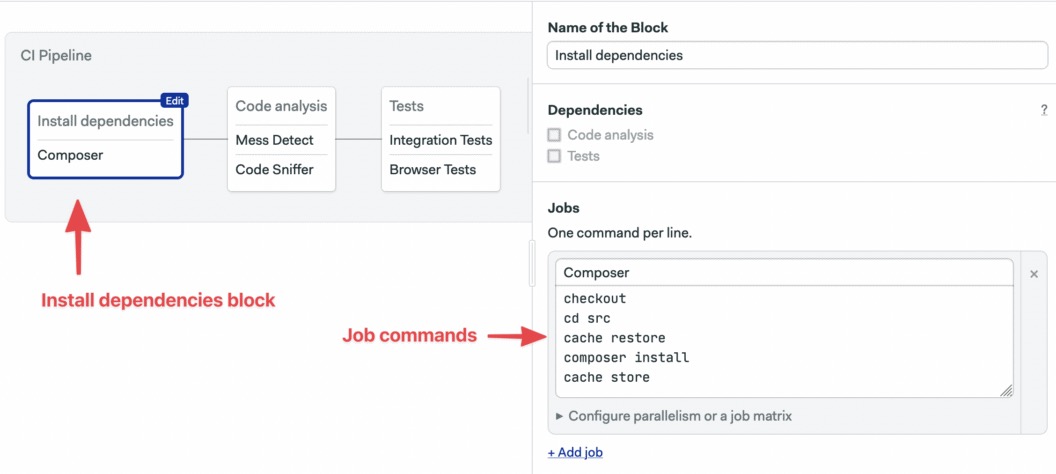 CI Pipeline
Edit
Install dependencies
Composer
Code analysis
Mess Detect
Code Sniffer
Tests
Integration Tests
Browser Tests
Install dependencies block
Job commands
Name of the Block
Install dependencies
Dependencies
?
Code analysis
Tests
Jobs
One command per line.
Composer
×
checkout
cd src
cache restore
composer install
cache store
▸ Configure parallelism or a job matrix
+ Add job